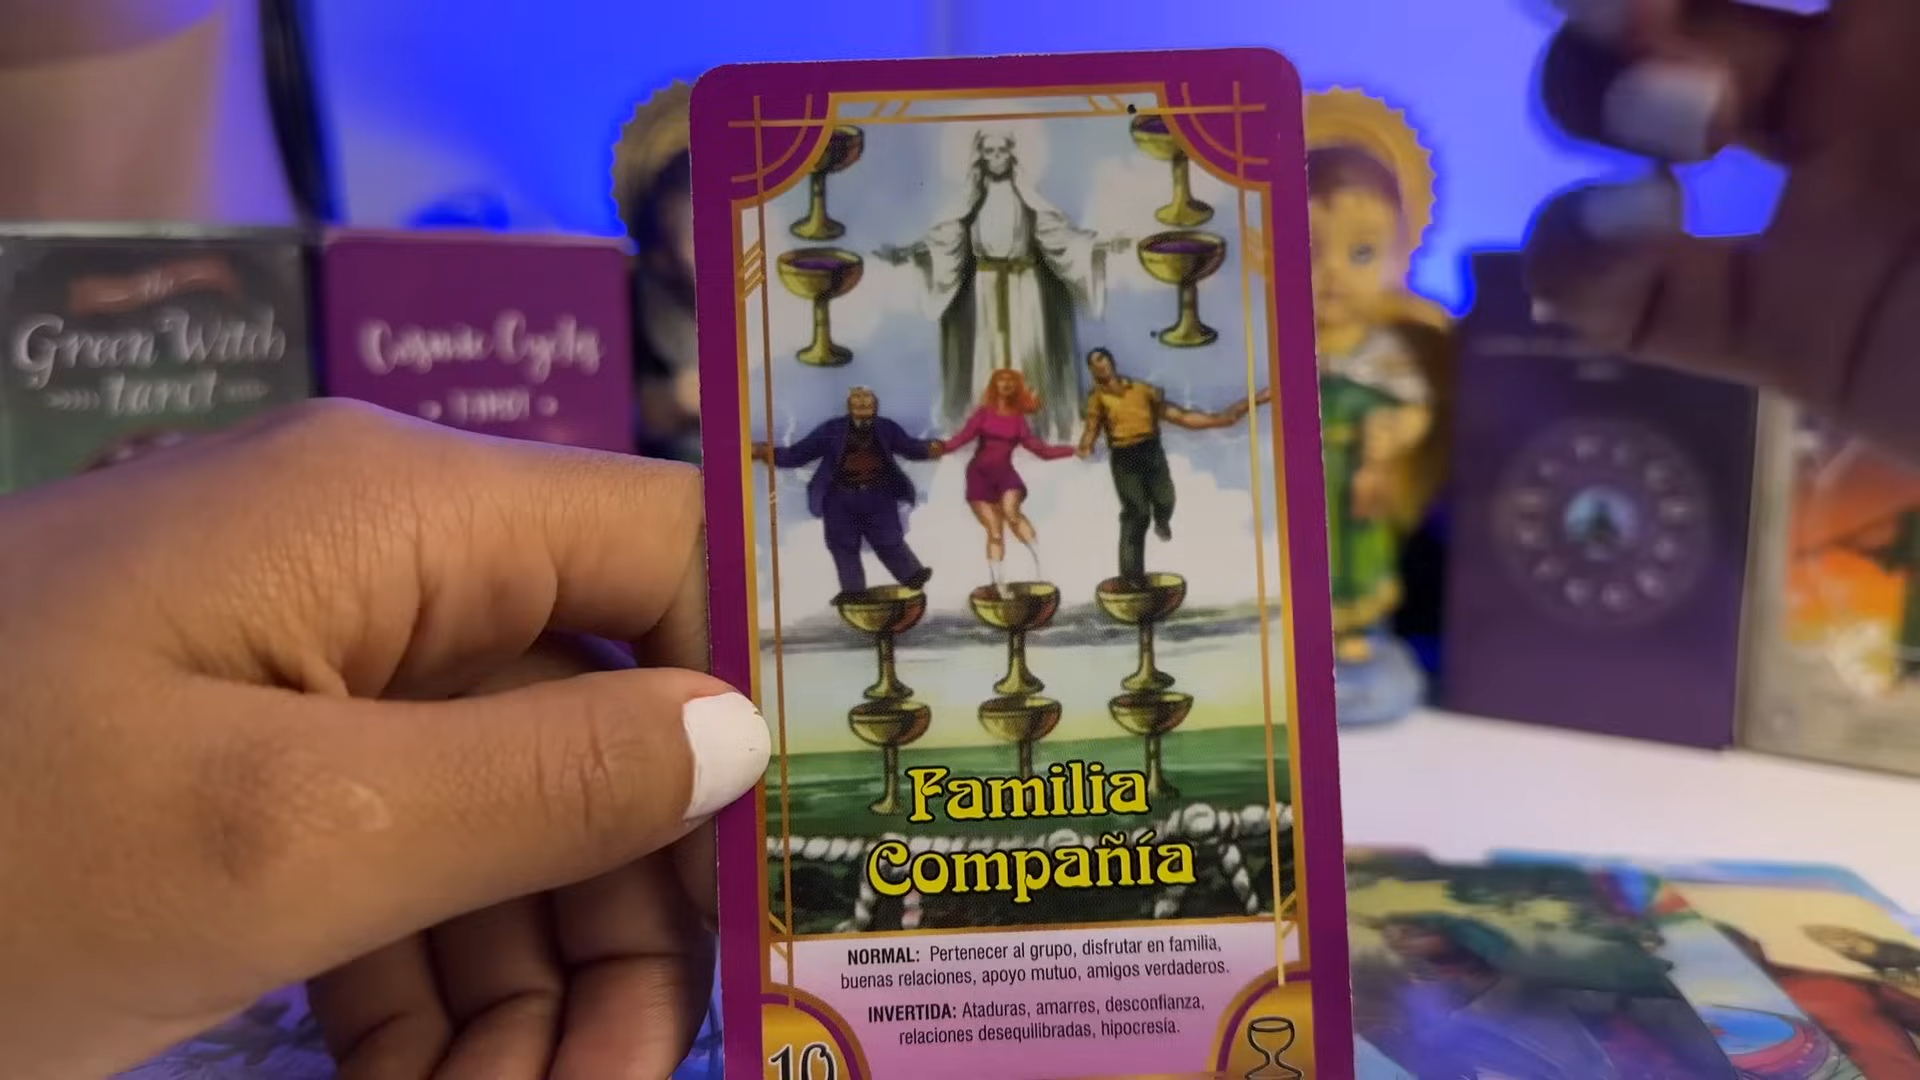 the
Green Witch
tarot
Cosmic Cycles
TAROT
Familia
Compañía
NORMAL: Pertenecer al grupo, disfrutar en familia,
buenas relaciones, apoyo mutuo, amigos verdaderos.
INVERTIDA: Ataduras, amarres, desconfianza,
relaciones desequilibradas, hipocresía.
10